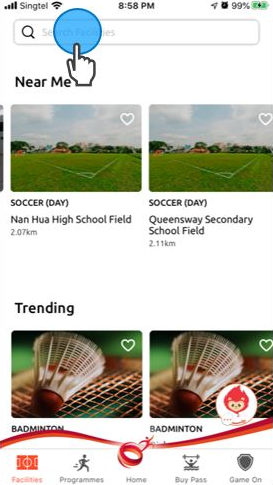 Singtel 8:58 PM 99%
Search Facilities
Near Me
SOCCER (DAY) SOCCER (DAY)
Nan Hua High School Field Queensway Secondary
2.07km School Field
2.11km
Trending
BADMINTON BADMINTON
Facilities Programmes Home Buy Pass Game On